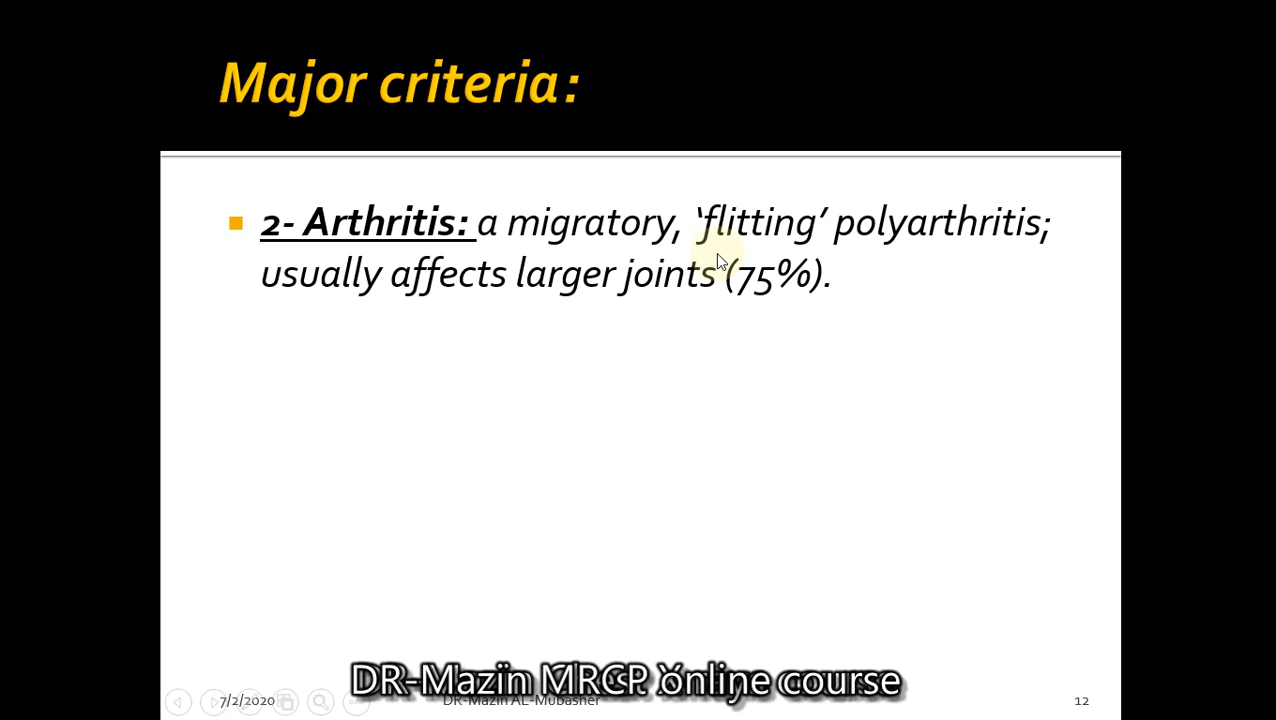 Major criteria:
2- Arthritis: a migratory, ‘flitting’ polyarthritis;
usually affects larger joints (75%).
DR-Mazin MRCP online course
7/2/2020
DR-Mazin AL-Mubasher
12